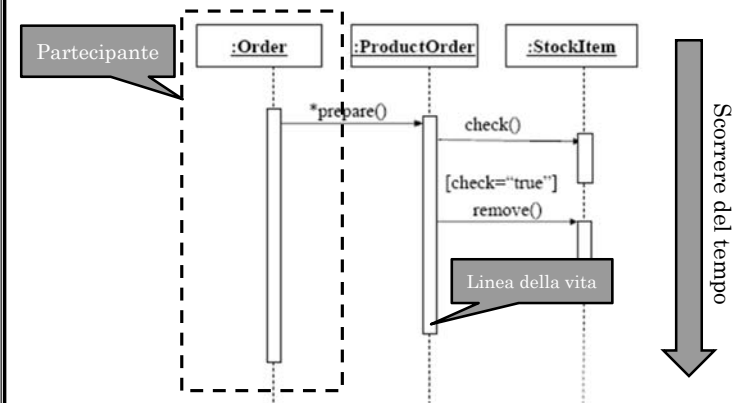 Partecipante
:Order
:ProductOrder
:StockItem
*prepare()
check()
[check=“true”]
remove()
Linea della vita
Scorrere del tempo